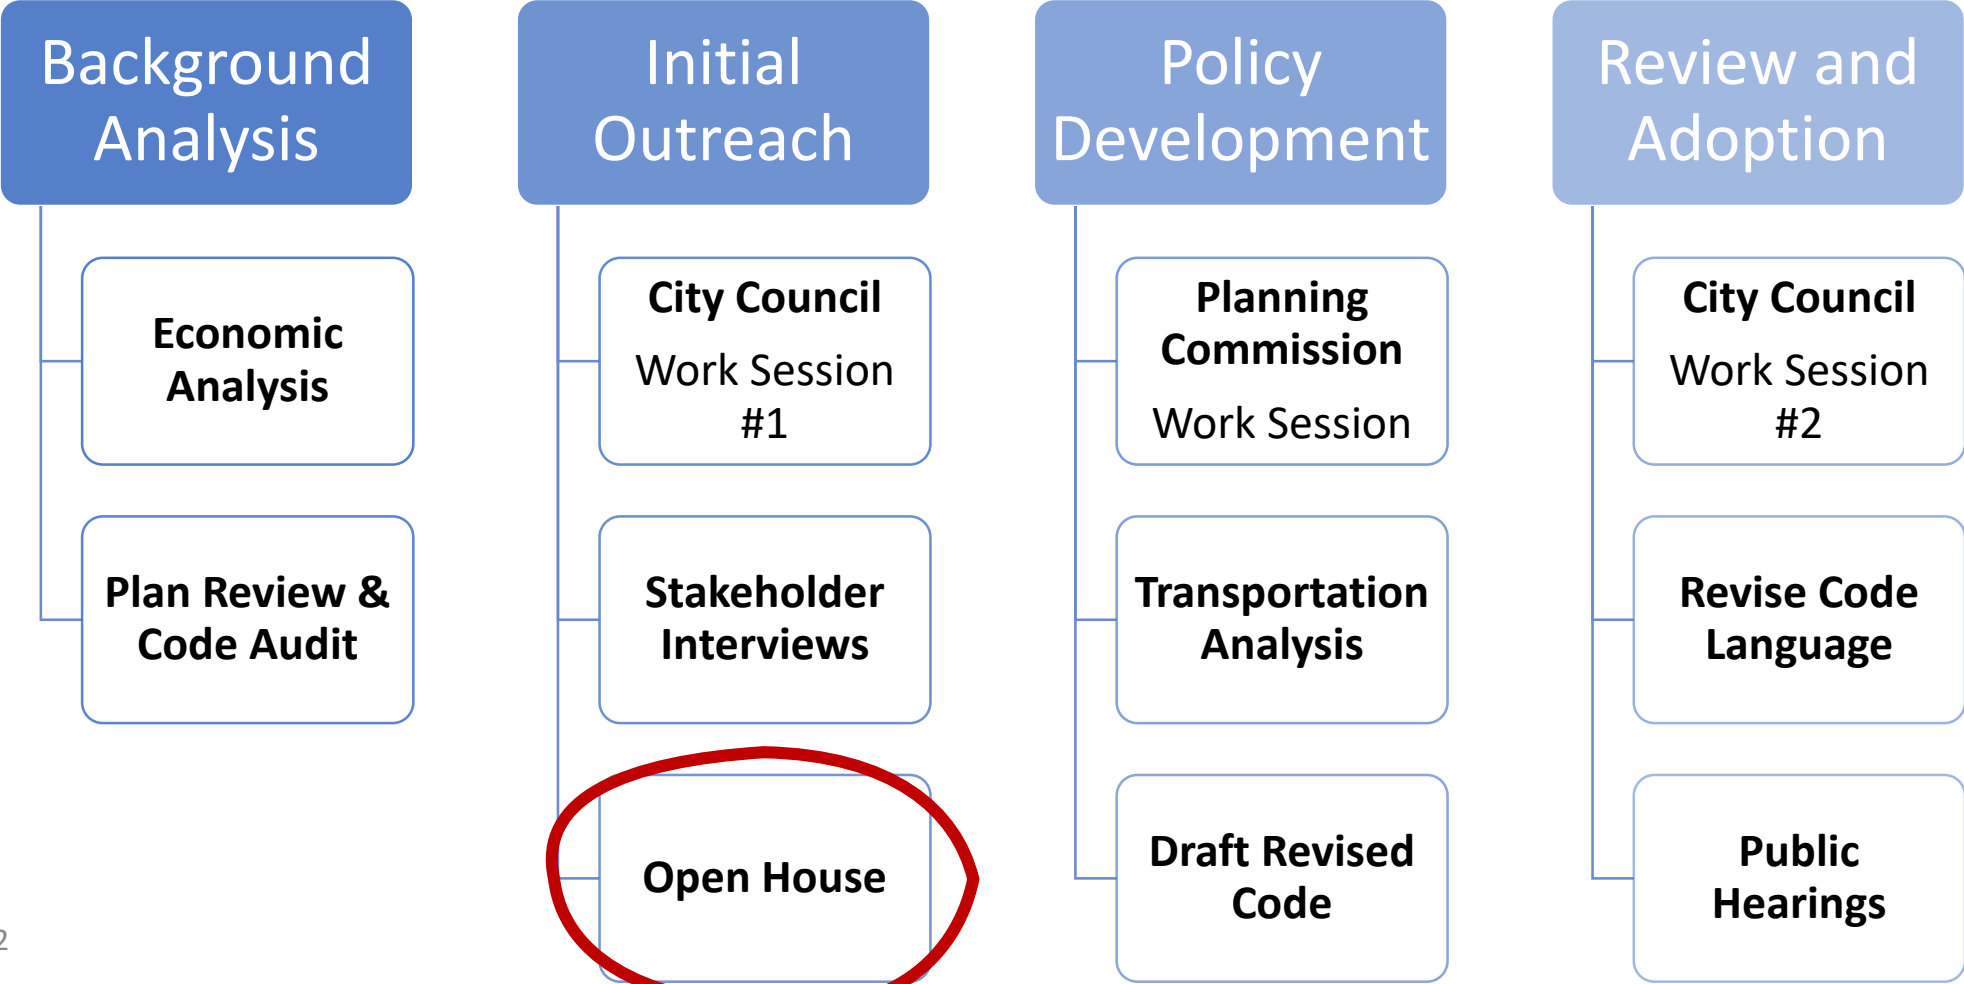 Background
Analysis
Economic
Analysis
Plan Review &
Code Audit
Initial
Outreach
City Council
Work Session
#1
Stakeholder
Interviews
Open House
Policy
Development
Planning
Commission
Work Session
Transportation
Analysis
Draft Revised
Code
Review and
Adoption
City Council
Work Session
#2
Revise Code
Language
Public
Hearings
2